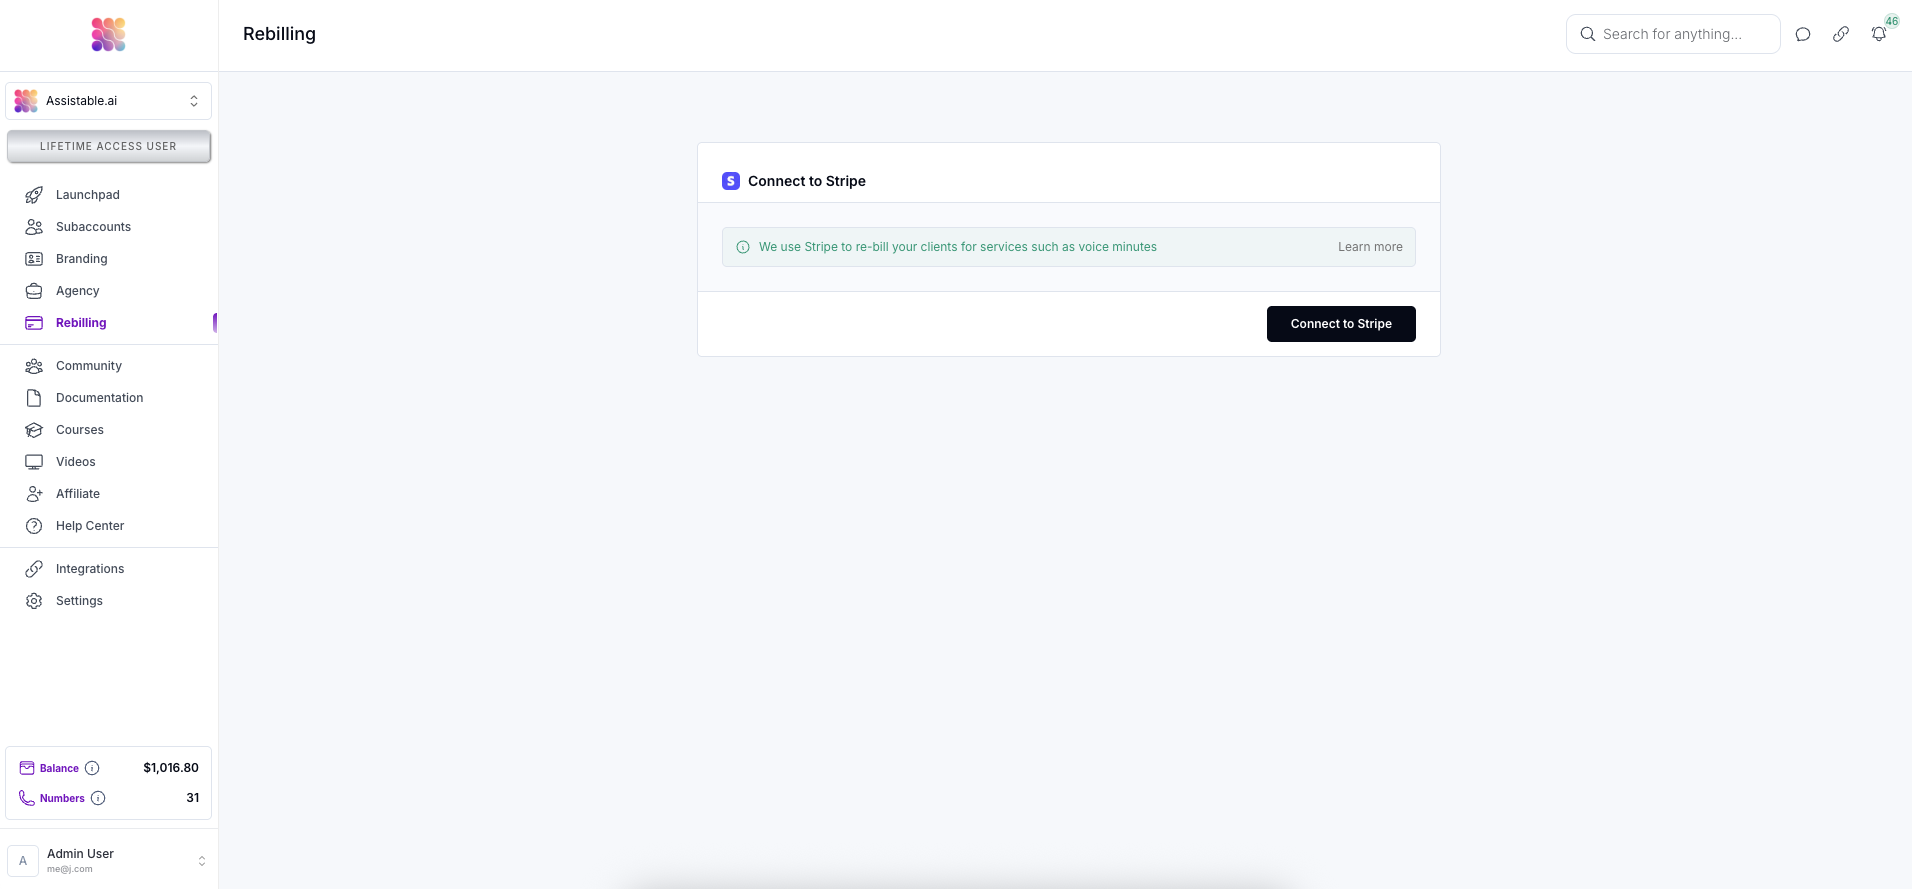 Rebilling
Search for anything...
46
Assistable.ai
LIFETIME ACCESS USER
Launchpad
Subaccounts
Branding
Agency
Rebilling
Community
Documentation
Courses
Videos
Affiliate
Help Center
Integrations
Settings
Balance $1,016.80
Numbers 31
A
Admin User
me@j.com
S Connect to Stripe
We use Stripe to re-bill your clients for services such as voice minutes Learn more
Connect to Stripe